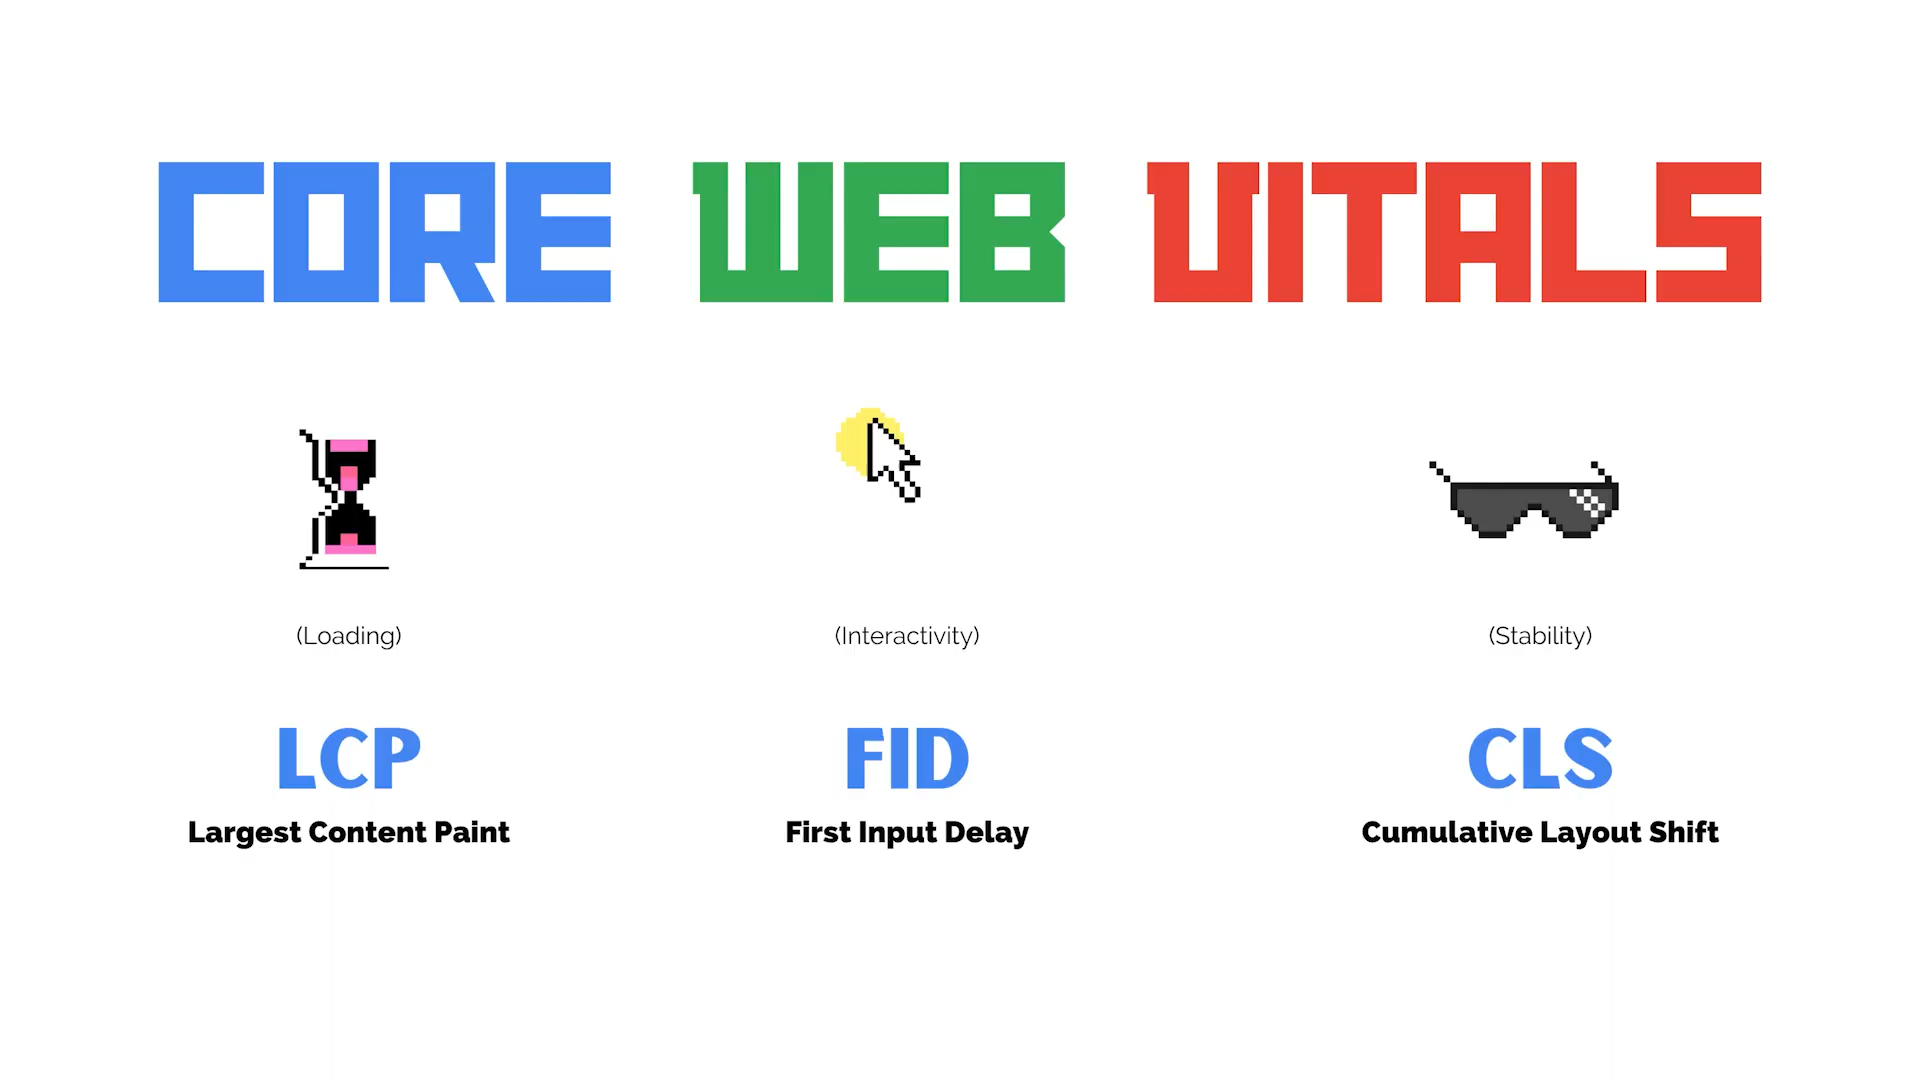 CORE WEB VITALS
(Loading)
(Interactivity)
(Stability)
LCP
FID
CLS
Largest Content Paint
First Input Delay
Cumulative Layout Shift